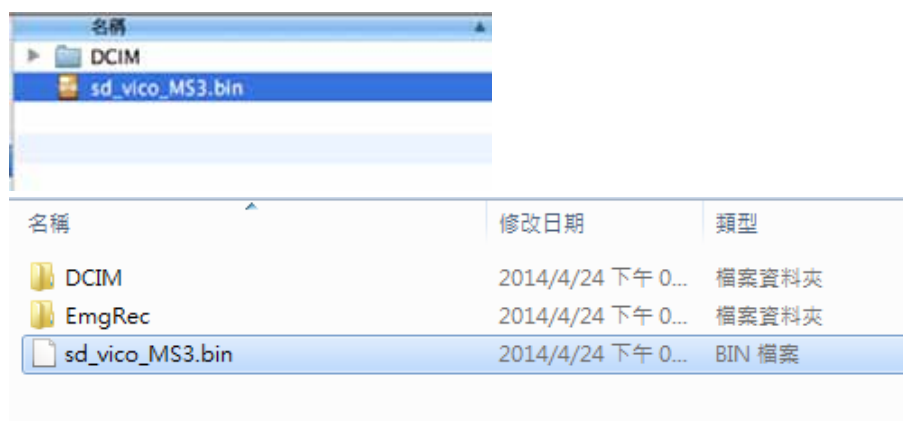 名稱
DCIM
sd_vico_MS3.bin
名稱 修改日期 類型
DCIM 2014/4/24 下午 0... 檔案資料夾
EmgRec 2014/4/24 下午 0... 檔案資料夾
sd_vico_MS3.bin 2014/4/24 下午 0... BIN 檔案